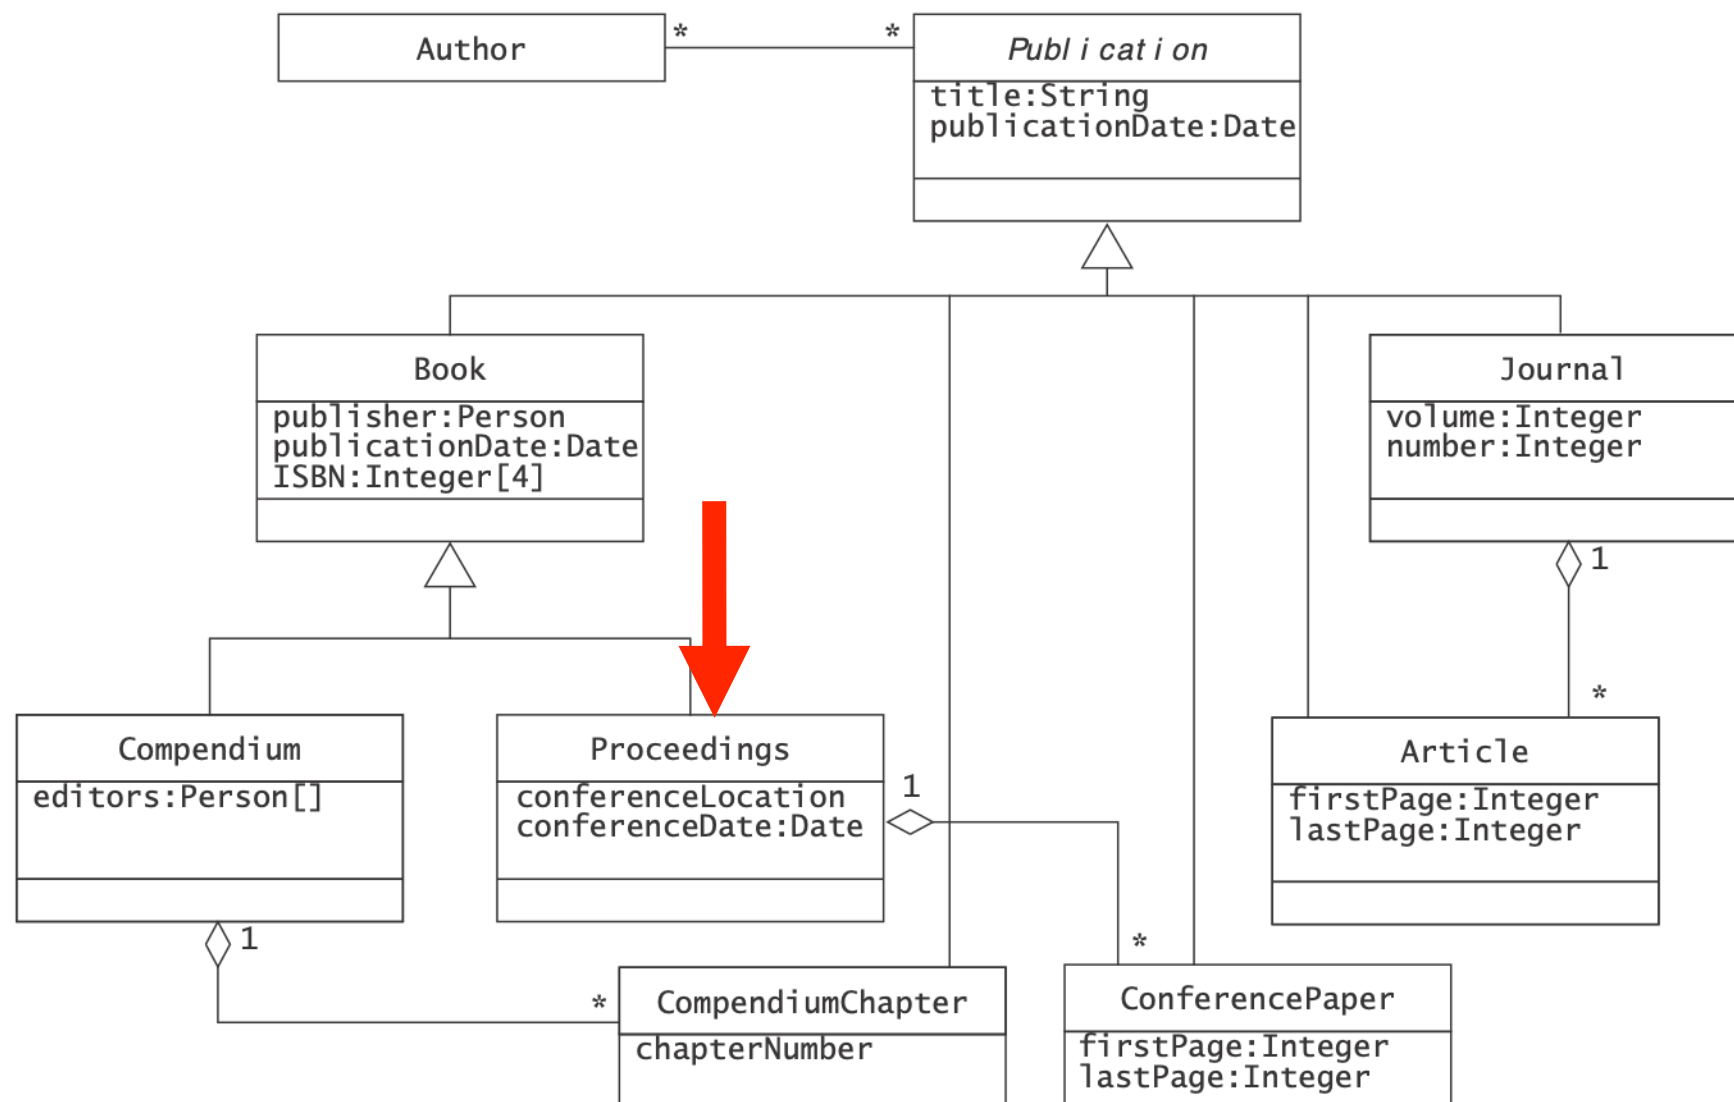 Author
*
*
Publication
title:String
publicationDate:Date
Book
publisher:Person
publicationDate:Date
ISBN:Integer[4]
Journal
volume:Integer
number:Integer
1
*
Compendium
editors:Person[]
Proceedings
conferenceLocation
conferenceDate:Date
1
Article
firstPage:Integer
lastPage:Integer
1
*
*
CompendiumChapter
chapterNumber
ConferencePaper
firstPage:Integer
lastPage:Integer